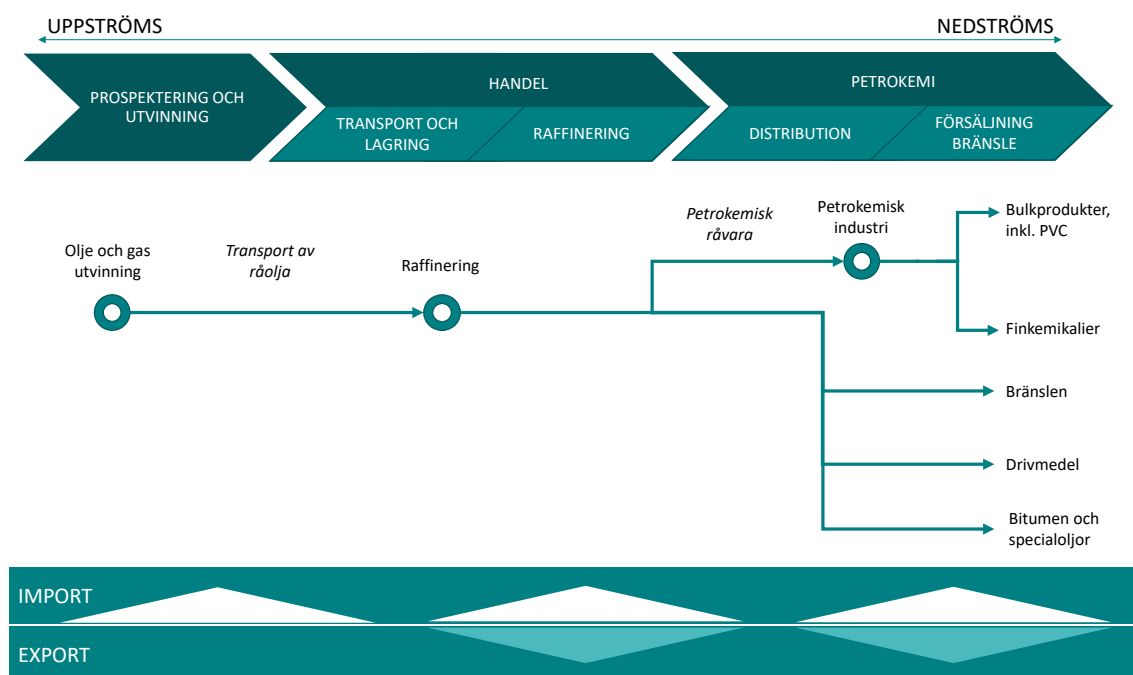 UPPSTRÖMS
NEDSTRÖMS
PROSPEKTERING OCH
UTVINNING
HANDEL
TRANSPORT OCH
LAGRING
RAFFINERING
PETROKEMI
DISTRIBUTION
FÖRSÄLJNING
BRÄNSLE
Olje och gas
utvinning
Transport av
råolja
Raffinering
Petrokemisk
råvara
Petrokemisk
industri
Bulkprodukter,
inkl. PVC
Finkemikalier
Bränslen
Drivmedel
Bitumen och
specialoljor
IMPORT
EXPORT